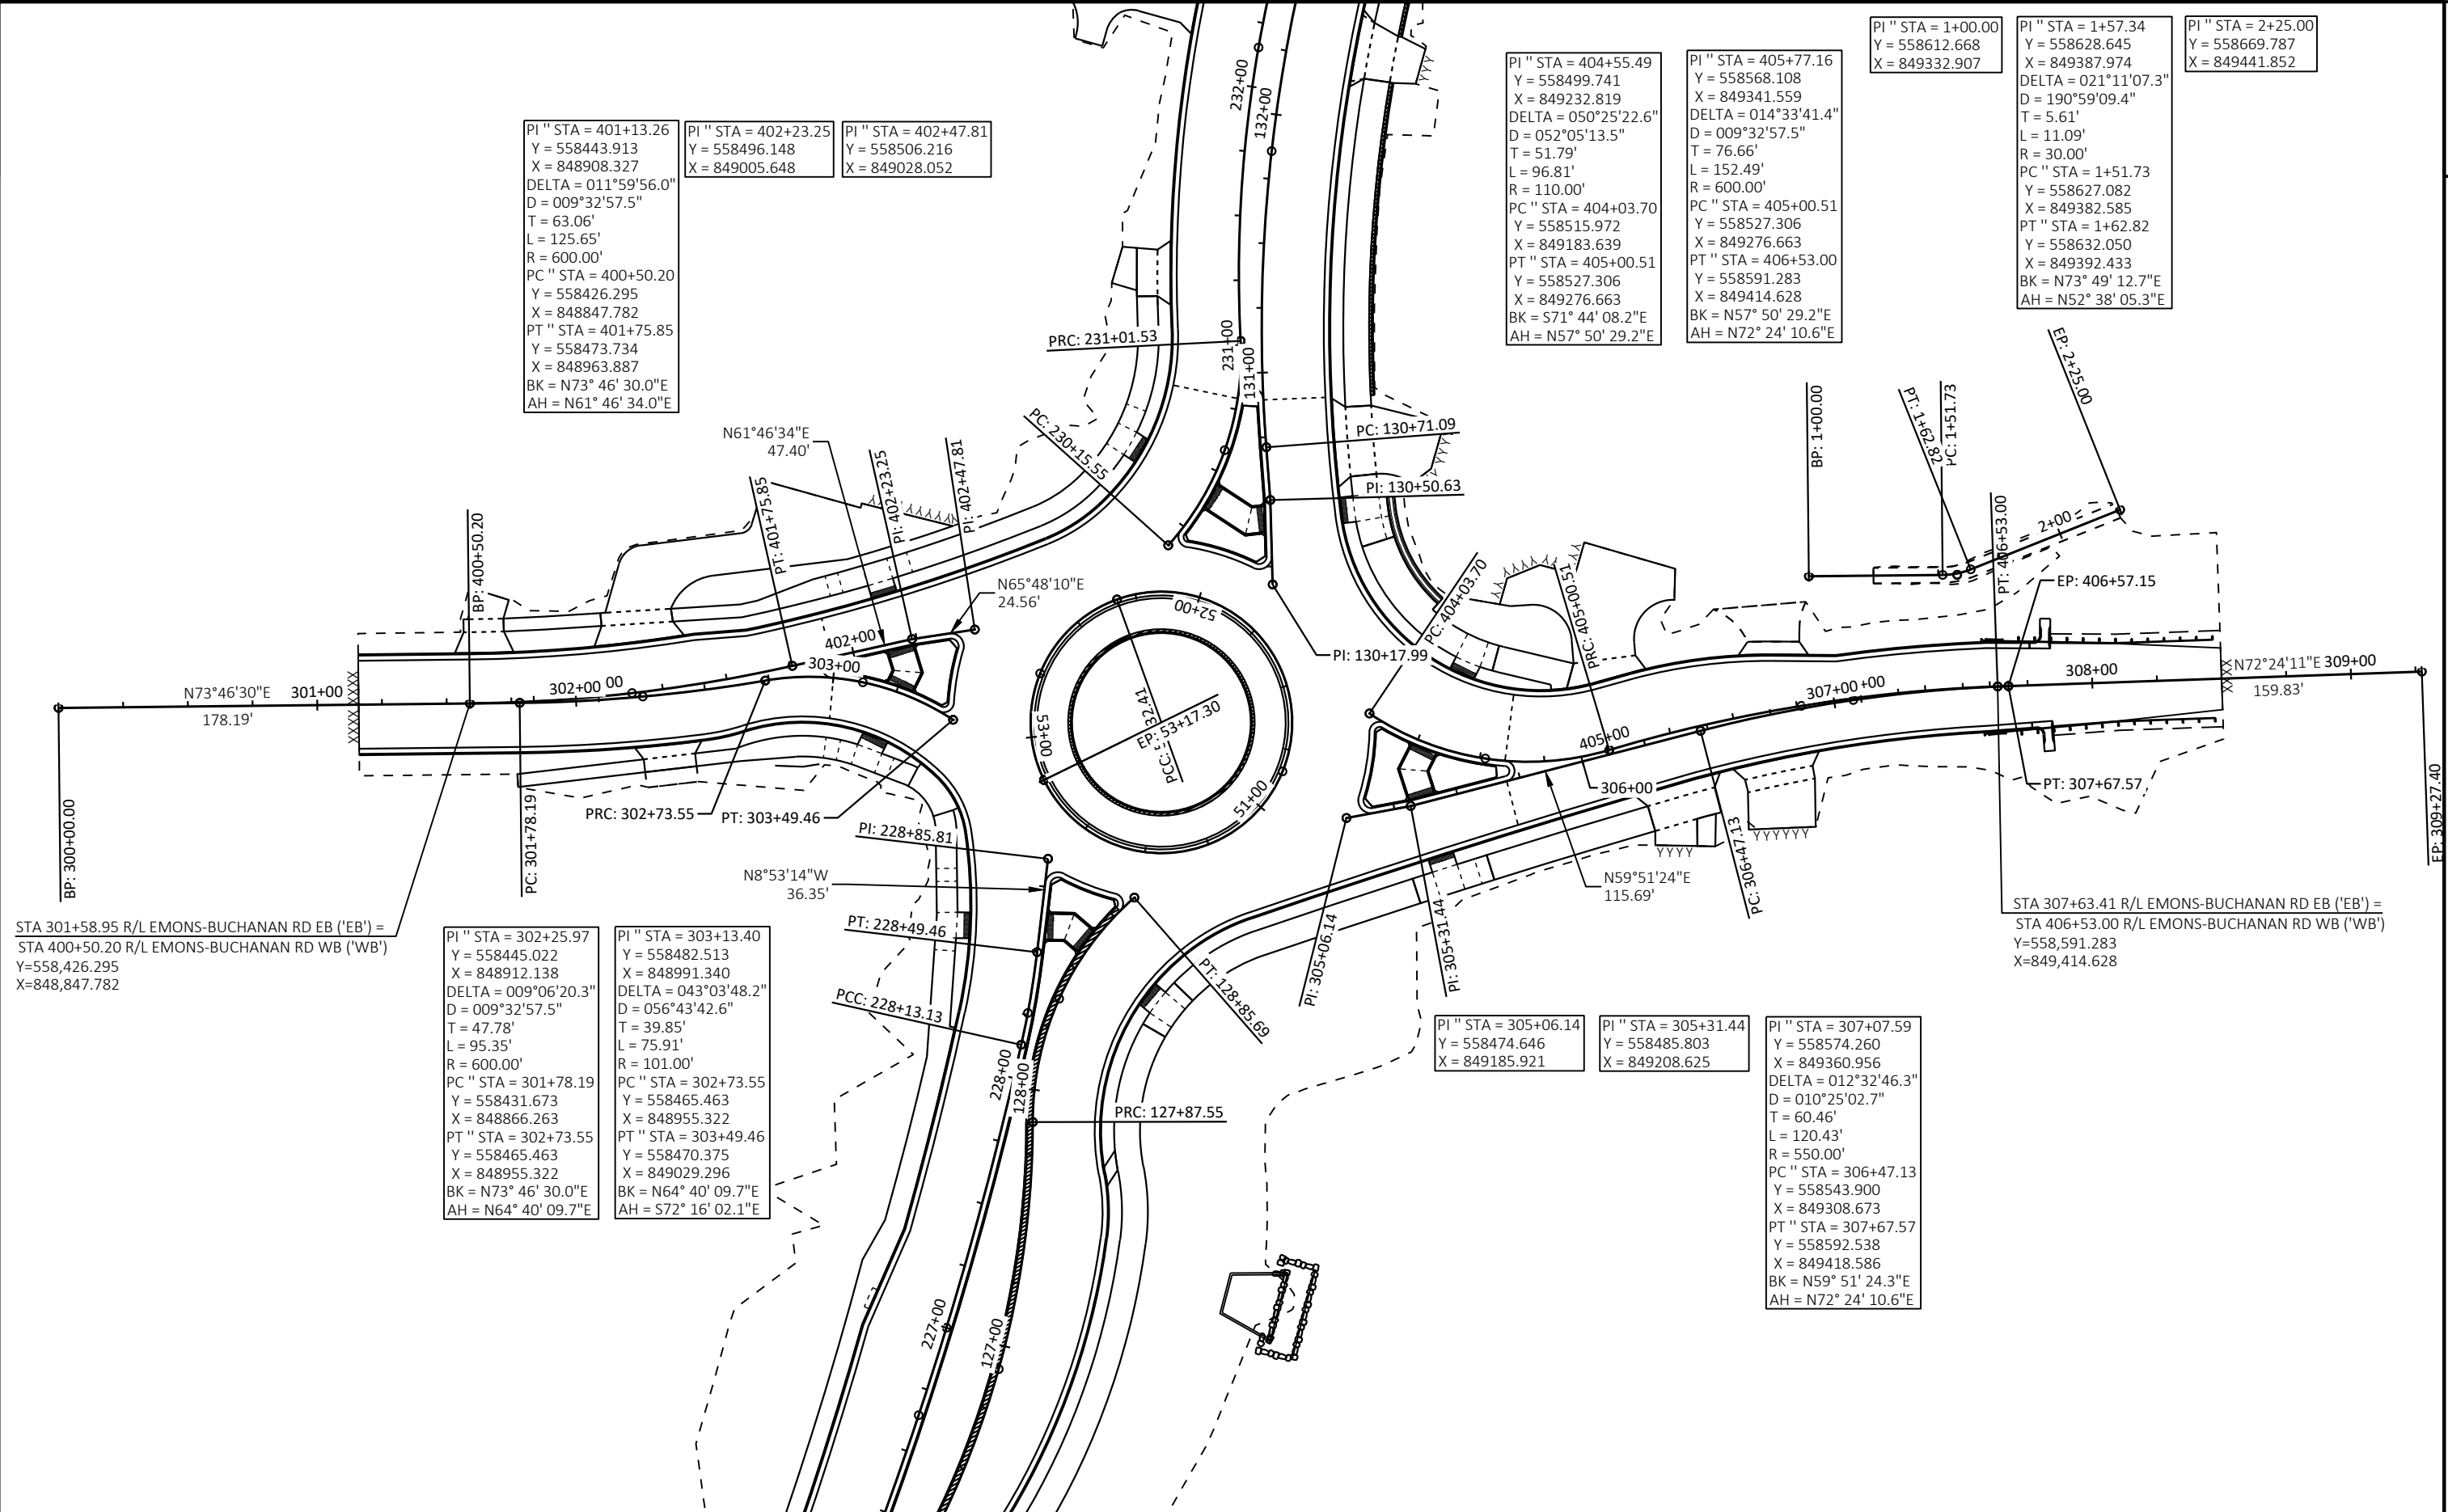 PI '' STA = 401+13.26
Y = 558443.913
X = 848908.327
DELTA = 011°59'56.0"
D = 009°32'57.5"
T = 63.06'
L = 125.65'
R = 600.00'
PC '' STA = 400+50.20
Y = 558426.295
X = 848847.782
PT '' STA = 401+75.85
Y = 558473.734
X = 848963.887
BK = N73° 46' 30.0"E
AH = N61° 46' 34.0"E
PI '' STA = 402+23.25
Y = 558496.148
X = 849005.648
PI '' STA = 402+47.81
Y = 558506.216
X = 849028.052
PI '' STA = 404+55.49
Y = 558499.741
X = 849232.819
DELTA = 050°25'22.6"
D = 052°05'13.5"
T = 51.79'
L = 96.81'
R = 110.00'
PC '' STA = 404+03.70
Y = 558515.972
X = 849183.639
PT '' STA = 405+00.51
Y = 558527.306
X = 849276.663
BK = S71° 44' 08.2"E
AH = N57° 50' 29.2"E
PI '' STA = 405+77.16
Y = 558568.108
X = 849341.559
DELTA = 014°33'41.4"
D = 009°32'57.5"
T = 76.66'
L = 152.49'
R = 600.00'
PC '' STA = 405+00.51
Y = 558527.306
X = 849276.663
PT '' STA = 406+53.00
Y = 558591.283
X = 849414.628
BK = N57° 50' 29.2"E
AH = N72° 24' 10.6"E
PI '' STA = 1+00.00
Y = 558612.668
X = 849332.907
PI '' STA = 1+57.34
Y = 558628.645
X = 849387.974
DELTA = 021°11'07.3"
D = 190°59'09.4"
T = 5.61'
L = 11.09'
R = 30.00'
PC '' STA = 1+51.73
Y = 558627.082
X = 849382.585
PT '' STA = 1+62.82
Y = 558632.050
X = 849392.433
BK = N73° 49' 12.7"E
AH = N52° 38' 05.3"E
PI '' STA = 2+25.00
Y = 558669.787
X = 849441.852
232+00
132+00
PRC: 231+01.53
231+00
131+00
PC: 230+15.55
PC: 130+71.09
PI: 130+50.63
PI: 130+17.99
N61°46'34"E
47.40'
PT: 401+75.85
PI: 402+23.25
PI: 402+47.81
BP: 400+50.20
N65°48'10"E
24.56'
402+00
303+00
N73°46'30"E
178.19'
301+00
302+00
00
BP: 300+00.00
PC: 301+78.19
PRC: 302+73.55
PT: 303+49.46
52+00
53+00
51+00
EP: 53+17.30
PC: 404+03.70
PRC: 405+00.51
BP: 1+00.00
PT: 1+62.82
PC: 1+51.73
EP: 2+25.00
2+00
PT: 406+53.00
EP: 406+57.15
405+00
306+00
307+00
+00
308+00
N72°24'11"E
309+00
159.83'
PT: 307+67.57
EP: 309+27.40
PC: 306+47.13
N59°51'24"E
115.69'
PI: 305+06.14
PI: 305+31.44
PI: 228+85.81
N8°53'14"W
36.35'
PT: 228+49.46
PCC: 228+13.13
PT: 128+85.69
228+00
128+00
PRC: 127+87.55
227+00
127+00
STA 301+58.95 R/L EMONS-BUCHANAN RD EB ('EB') =
STA 400+50.20 R/L EMONS-BUCHANAN RD WB ('WB')
Y=558,426.295
X=848,847.782
STA 307+63.41 R/L EMONS-BUCHANAN RD EB ('EB') =
STA 406+53.00 R/L EMONS-BUCHANAN RD WB ('WB')
Y=558,591.283
X=849,414.628
PI '' STA = 302+25.97
Y = 558445.022
X = 848912.138
DELTA = 009°06'20.3"
D = 009°32'57.5"
T = 47.78'
L = 95.35'
R = 600.00'
PC '' STA = 301+78.19
Y = 558431.673
X = 848866.263
PT '' STA = 302+73.55
Y = 558465.463
X = 848955.322
BK = N73° 46' 30.0"E
AH = N64° 40' 09.7"E
PI '' STA = 303+13.40
Y = 558482.513
X = 848991.340
DELTA = 043°03'48.2"
D = 056°43'42.6"
T = 39.85'
L = 75.91'
R = 101.00'
PC '' STA = 302+73.55
Y = 558465.463
X = 848955.322
PT '' STA = 303+49.46
Y = 558470.375
X = 849029.296
BK = N64° 40' 09.7"E
AH = S72° 16' 02.1"E
PI '' STA = 305+06.14
Y = 558474.646
X = 849185.921
PI '' STA = 305+31.44
Y = 558485.803
X = 849208.625
PI '' STA = 307+07.59
Y = 558574.260
X = 849360.956
DELTA = 012°32'46.3"
D = 010°25'02.7"
T = 60.46'
L = 120.43'
R = 550.00'
PC '' STA = 306+47.13
Y = 558543.900
X = 849308.673
PT '' STA = 307+67.57
Y = 558592.538
X = 849418.586
BK = N59° 51' 24.3"E
AH = N72° 24' 10.6"E